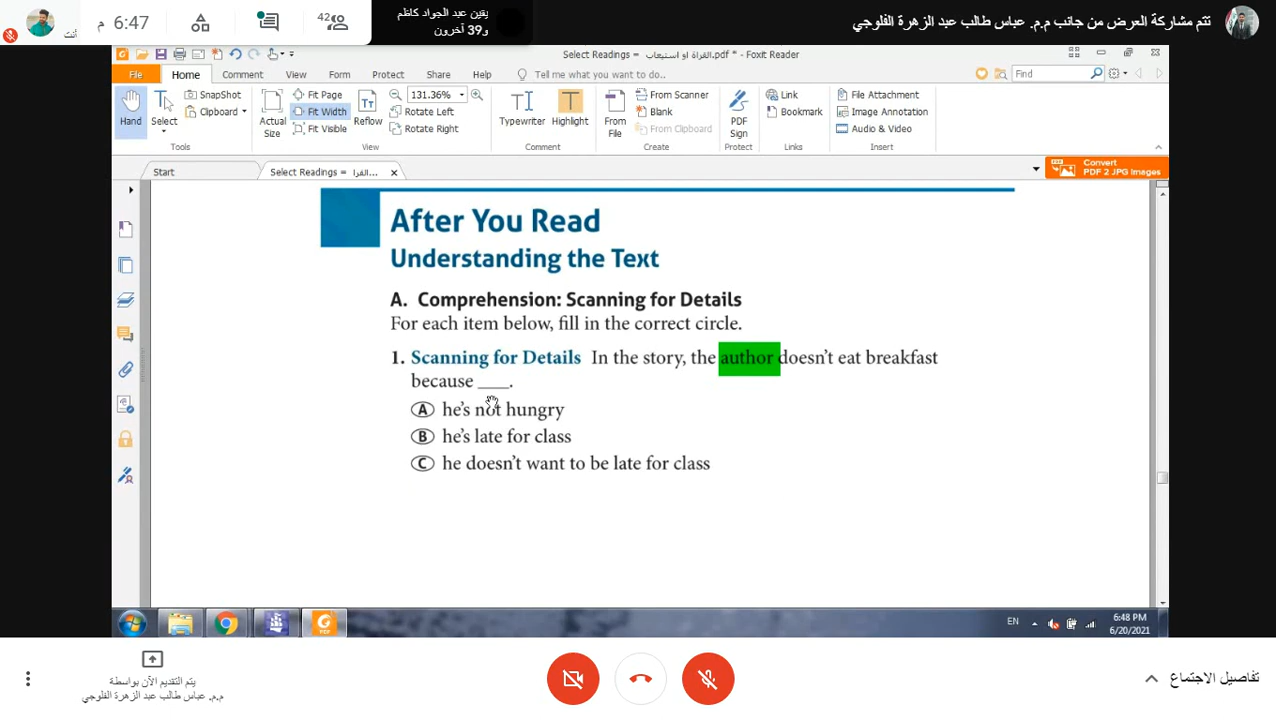 6:47 م
42
يقين عبد الجواد كاظم
و39 آخرون
أنت
تتم مشاركة العرض من جانب م.م. عباس طالب عبد الزهرة الفلوجي
Select Readings = القراة او استيعاب.pdf * - Foxit Reader
File Home Comment View Form Protect Share Help Tell me what you want to do.. Find
Hand
Select
SnapShot
Clipboard
Tools
Actual Size
Fit Page
Fit Width
Fit Visible
Reflow
131.36%
Rotate Left
Rotate Right
View
Typewriter
Highlight
Comment
From File
From Scanner
Blank
From Clipboard
Create
PDF Sign
Protect
Link
Bookmark
Links
File Attachment
Image Annotation
Audio & Video
Insert
Start
Select Readings = القرا...
Convert
PDF 2 JPG Images
After You Read
Understanding the Text
A. Comprehension: Scanning for Details
For each item below, fill in the correct circle.
1. Scanning for Details In the story, the author doesn't eat breakfast
because ___.
A he's not hungry
B he's late for class
C he doesn't want to be late for class
EN
6:48 PM
6/20/2021
يتم التقديم الآن بواسطة
م.م. عباس طالب عبد الزهرة الفلوجي
تفاصيل الاجتماع